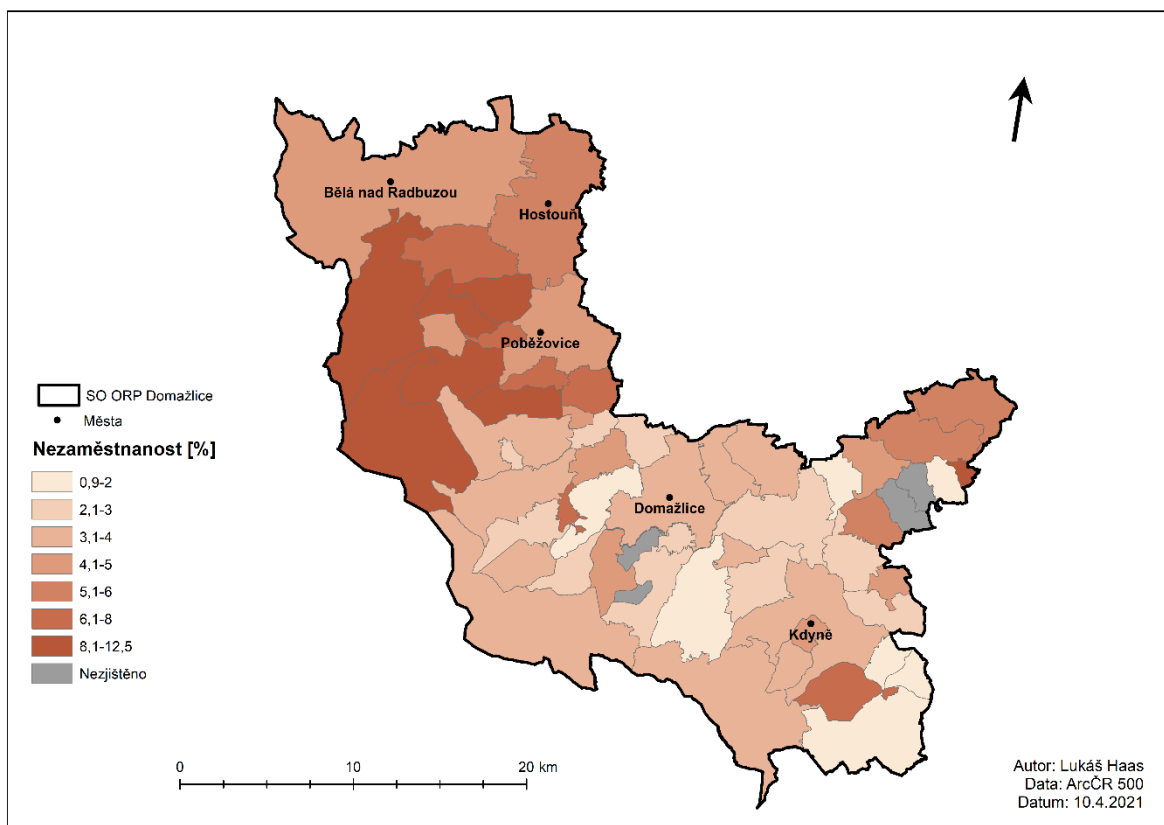 Bělá nad Radbuzou
Hostouň
Poběžovice
Domažlice
Kdyně
SO ORP Domažlice
Města
Nezaměstnanost [%]
0,9-2
2,1-3
3,1-4
4,1-5
5,1-6
6,1-8
8,1-12,5
Nezjištěno
0 10 20 km
Autor: Lukáš Haas
Data: ArcČR 500
Datum: 10.4.2021